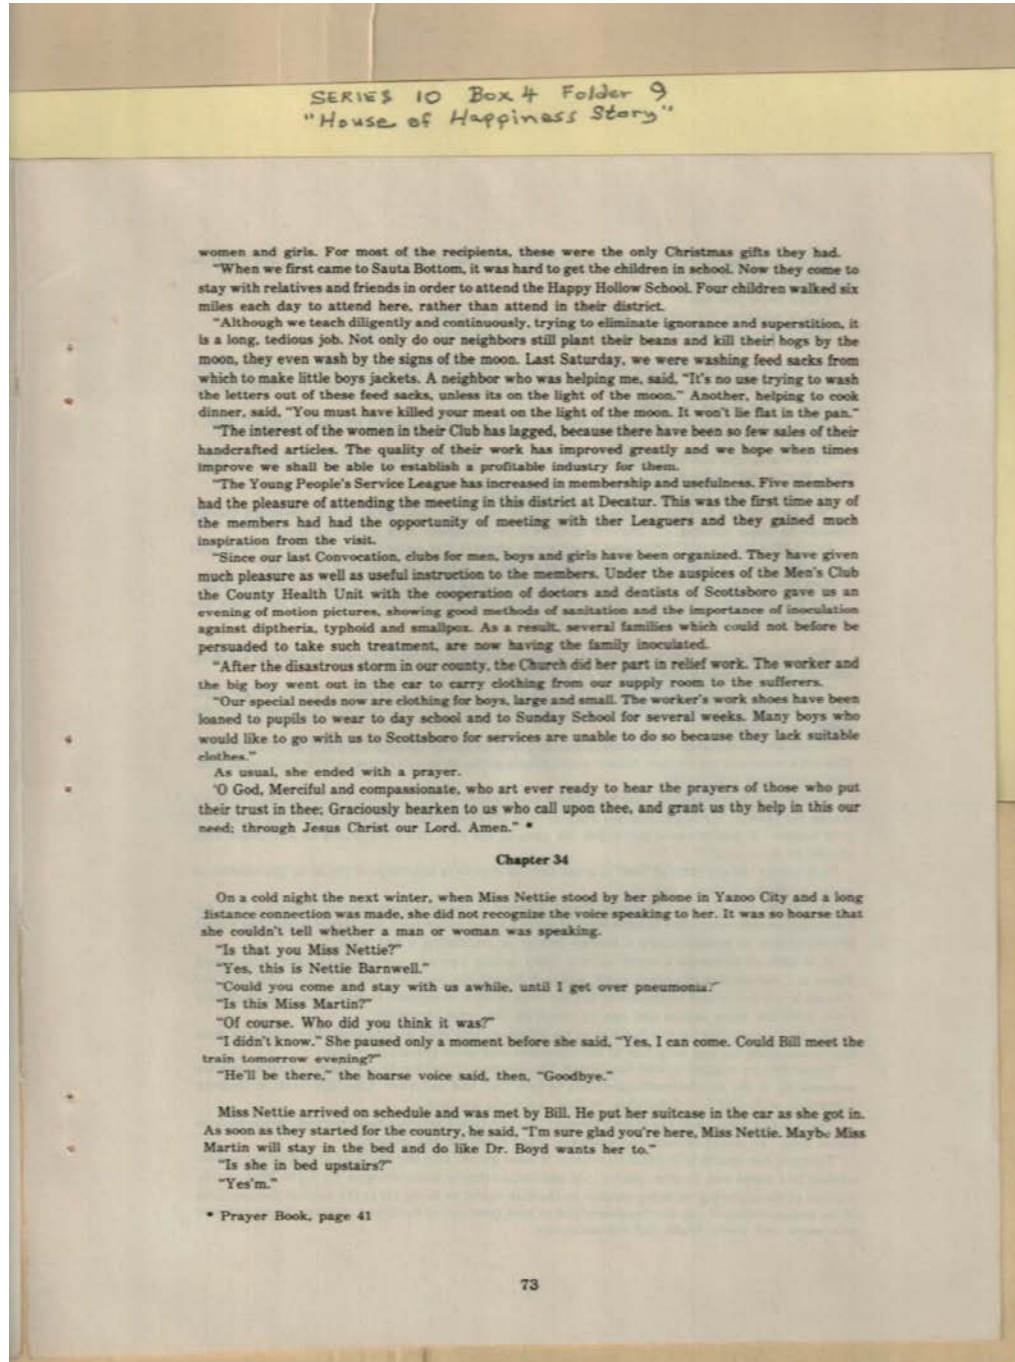 SERIES 10 Box 4 Folder 9
"House of Happiness Story"
women and girls. For most of the recipients, these were the only Christmas gifts they had.
"When we first came to Sauta Bottom, it was hard to get the children in school. Now they come to
stay with relatives and friends in order to attend the Happy Hollow School. Four children walked six
miles each day to attend here, rather than attend in their district.
"Although we teach diligently and continuously, trying to eliminate ignorance and superstition, it
is a long, tedious job. Not only do our neighbors still plant their beans and kill their hogs by the
moon, they even wash by the signs of the moon. Last Saturday, we were washing feed sacks from
which to make little boys jackets. A neighbor who was helping me, said, "It's no use trying to wash
the letters out of these feed sacks, unless its on the light of the moon." Another, helping to cook
dinner, said, "You must have killed your meat on the light of the moon. It won't lie flat in the pan."
"The interest of the women in their Club has lagged, because there have been so few sales of their
handcrafted articles. The quality of their work has improved greatly and we hope when times
improve we shall be able to establish a profitable industry for them.
"The Young People's Service League has increased in membership and usefulness. Five members
had the pleasure of attending the meeting in this district at Decatur. This was the first time any of
the members had had the opportunity of meeting with ther Leaguers and they gained much
inspiration from the visit.
"Since our last Convocation, clubs for men, boys and girls have been organized. They have given
much pleasure as well as useful instruction to the members. Under the auspices of the Men's Club
the County Health Unit with the cooperation of doctors and dentists of Scottsboro gave us an
evening of motion pictures, showing good methods of sanitation and the importance of inoculation
against diptheria, typhoid and smallpox. As a result, several families which could not before be
persuaded to take such treatment, are now having the family inoculated.
"After the disastrous storm in our county, the Church did her part in relief work. The worker and
the big boy went out in the car to carry clothing from our supply room to the sufferers.
"Our special needs now are clothing for boys, large and small. The worker's work shoes have been
loaned to pupils to wear to day school and to Sunday School for several weeks. Many boys who
would like to go with us to Scottsboro for services are unable to do so because they lack suitable
clothes."
As usual, she ended with a prayer.
'O God, Merciful and compassionate, who art ever ready to hear the prayers of those who put
their trust in thee; Graciously hearken to us who call upon thee, and grant us thy help in this our
need; through Jesus Christ our Lord. Amen." *
Chapter 34
On a cold night the next winter, when Miss Nettie stood by her phone in Yazoo City and a long
distance connection was made, she did not recognize the voice speaking to her. It was so hoarse that
she couldn't tell whether a man or woman was speaking.
"Is that you Miss Nettie?"
"Yes, this is Nettie Barnwell."
"Could you come and stay with us awhile, until I get over pneumonia?"
"Is this Miss Martin?"
"Of course. Who did you think it was?"
"I didn't know." She paused only a moment before she said, "Yes, I can come. Could Bill meet the
train tomorrow evening?"
"He'll be there," the hoarse voice said, then, "Goodbye."
Miss Nettie arrived on schedule and was met by Bill. He put her suitcase in the car as she got in.
As soon as they started for the country, he said, "I'm sure glad you're here, Miss Nettie. Maybe Miss
Martin will stay in the bed and do like Dr. Boyd wants her to."
"Is she in bed upstairs?"
"Yes'm."
* Prayer Book, page 41
73